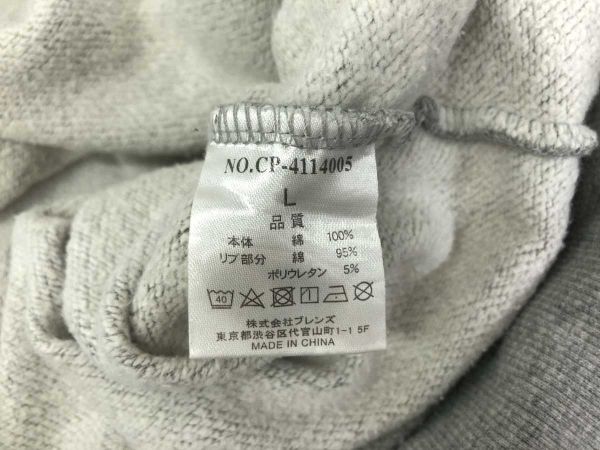 NO.CP-4114005
L
品質
本体 綿 100%
リブ部分 綿 95%
ポリウレタン 5%
40
株式会社ブレンズ
東京都渋谷区代官山町1-1 5F
MADE IN CHINA